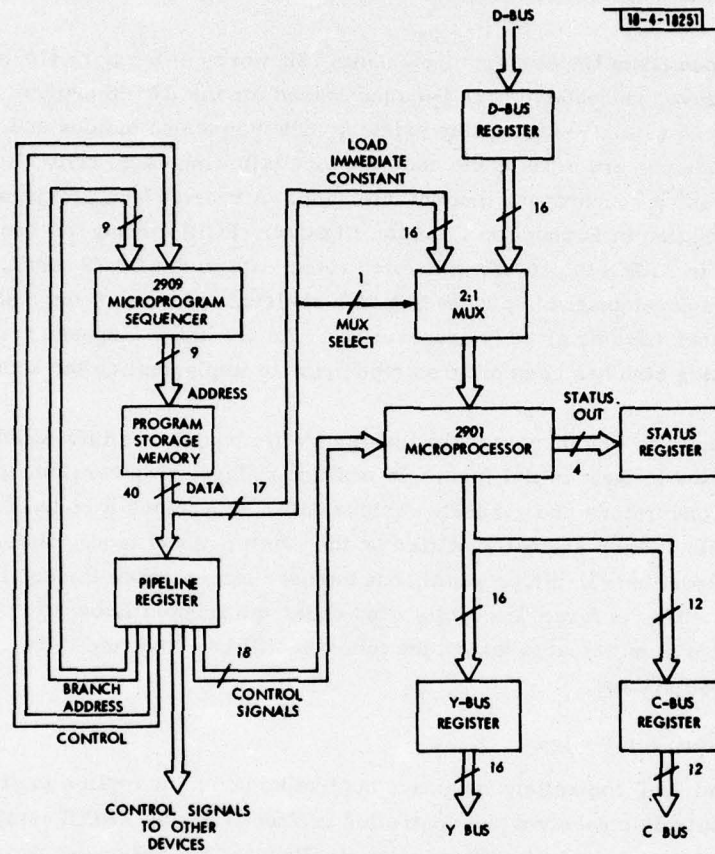 D-BUS
18-4-18251
D-BUS
REGISTER
LOAD
IMMEDIATE
CONSTANT
9
16
16
2909
MICROPROGRAM
SEQUENCER
1
MUX
SELECT
2:1
MUX
9
ADDRESS
PROGRAM
STORAGE
MEMORY
2901
MICROPROCESSOR
STATUS
OUT
4
STATUS
REGISTER
40
DATA
17
PIPELINE
REGISTER
16
12
18
BRANCH
ADDRESS
CONTROL
SIGNALS
CONTROL
Y-BUS
REGISTER
C-BUS
REGISTER
16
12
CONTROL SIGNALS
TO OTHER
DEVICES
Y BUS
C BUS